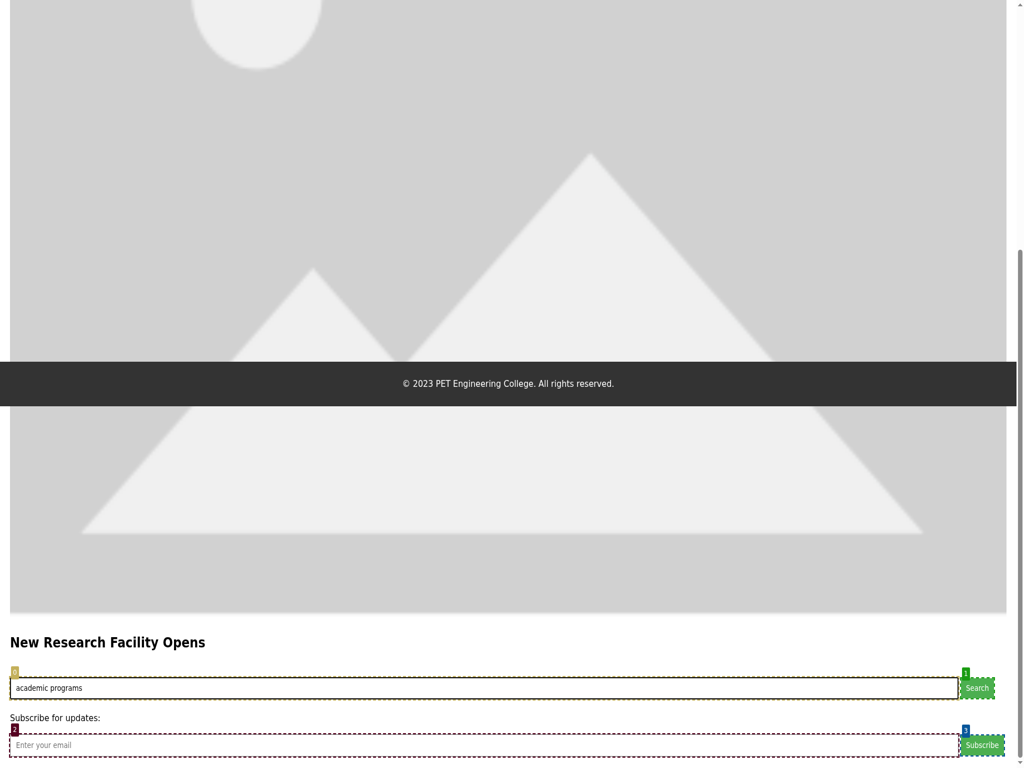 © 2023 PET Engineering College. All rights reserved.
New Research Facility Opens
0
1
academic programs
Search
Subscribe for updates:
2
3
Enter your email
Subscribe